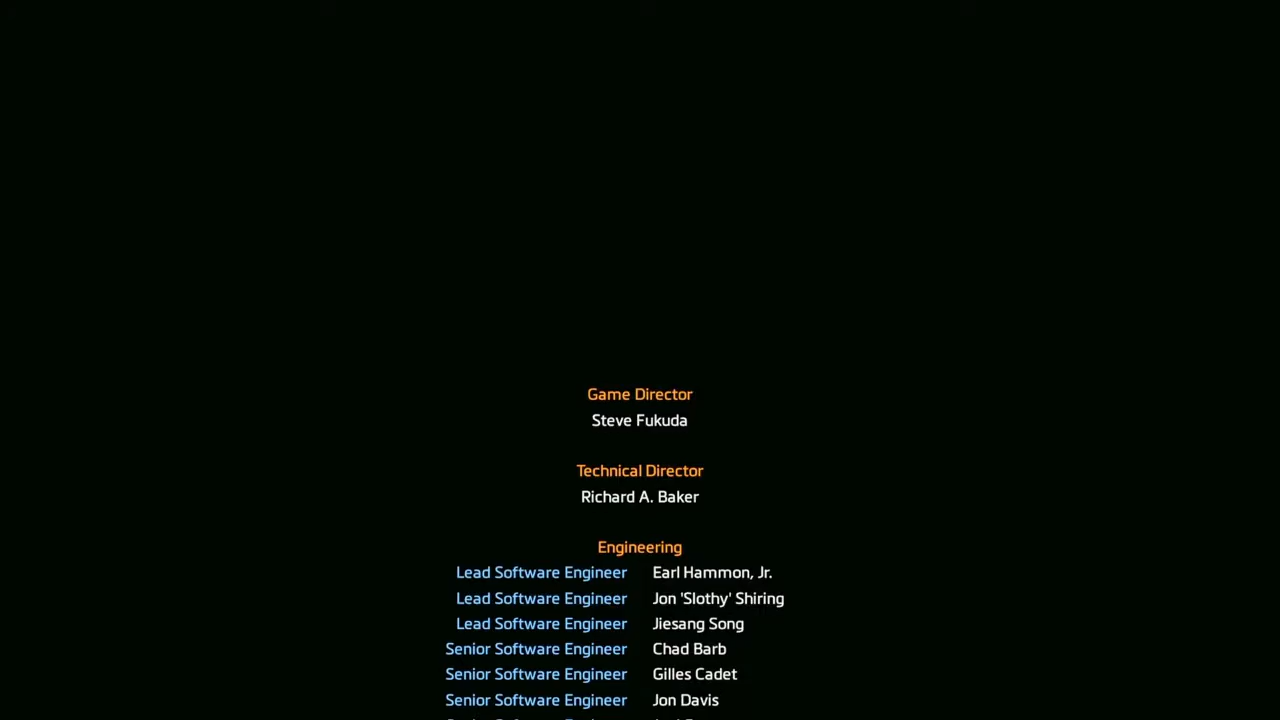 Game Director
Steve Fukuda
Technical Director
Richard A. Baker
Engineering
Lead Software Engineer Earl Hammon, Jr.
Lead Software Engineer Jon 'Slothy' Shiring
Lead Software Engineer Jiesang Song
Senior Software Engineer Chad Barb
Senior Software Engineer Gilles Cadet
Senior Software Engineer Jon Davis